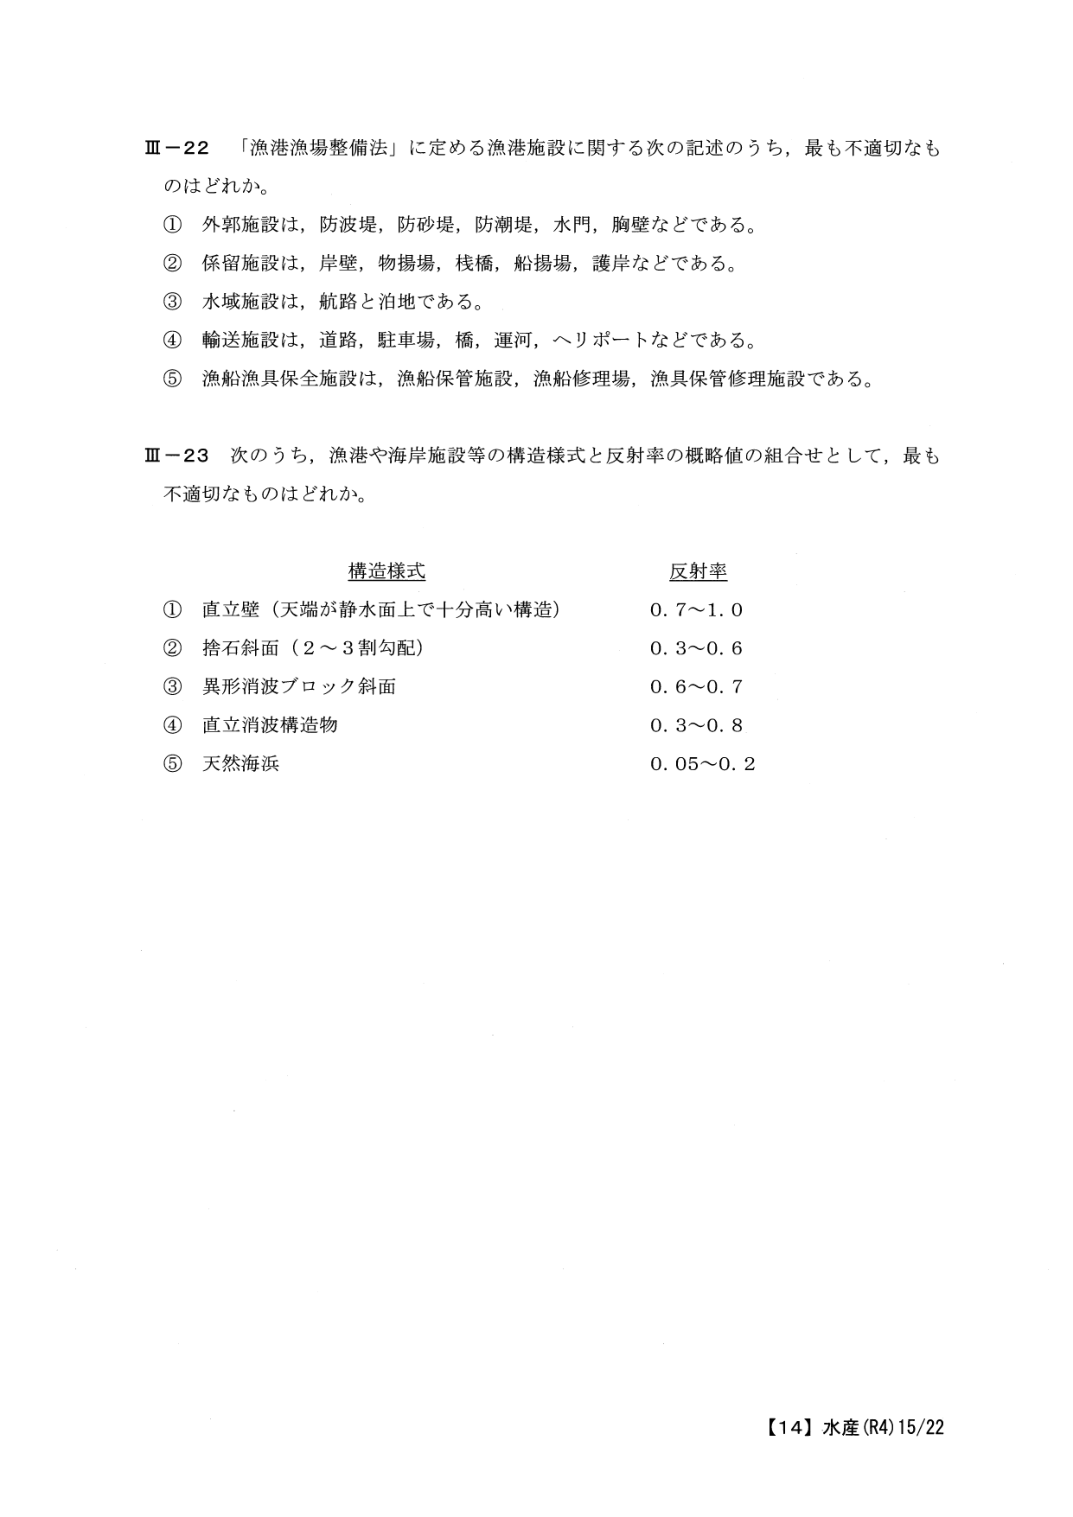 Ⅲ－22　「漁港漁場整備法」に定める漁港施設に関する次の記述のうち，最も不適切なも
のはどれか。
①　外郭施設は，防波堤，防砂堤，防潮堤，水門，胸壁などである。
②　係留施設は，岸壁，物揚場，桟橋，船揚場，護岸などである。
③　水域施設は，航路と泊地である。
④　輸送施設は，道路，駐車場，橋，運河，ヘリポートなどである。
⑤　漁船漁具保全施設は，漁船保管施設，漁船修理場，漁具保管修理施設である。
Ⅲ－23　次のうち，漁港や海岸施設等の構造様式と反射率の概略値の組合せとして，最も
不適切なものはどれか。
構造様式　反射率
①　直立壁（天端が静水面上で十分高い構造）　0．7～1．0
②　捨石斜面（2～3割勾配）　0．3～0．6
③　異形消波ブロック斜面　0．6～0．7
④　直立消波構造物　0．3～0．8
⑤　天然海浜　0．05～0．2
【14】水産(R4)15/22